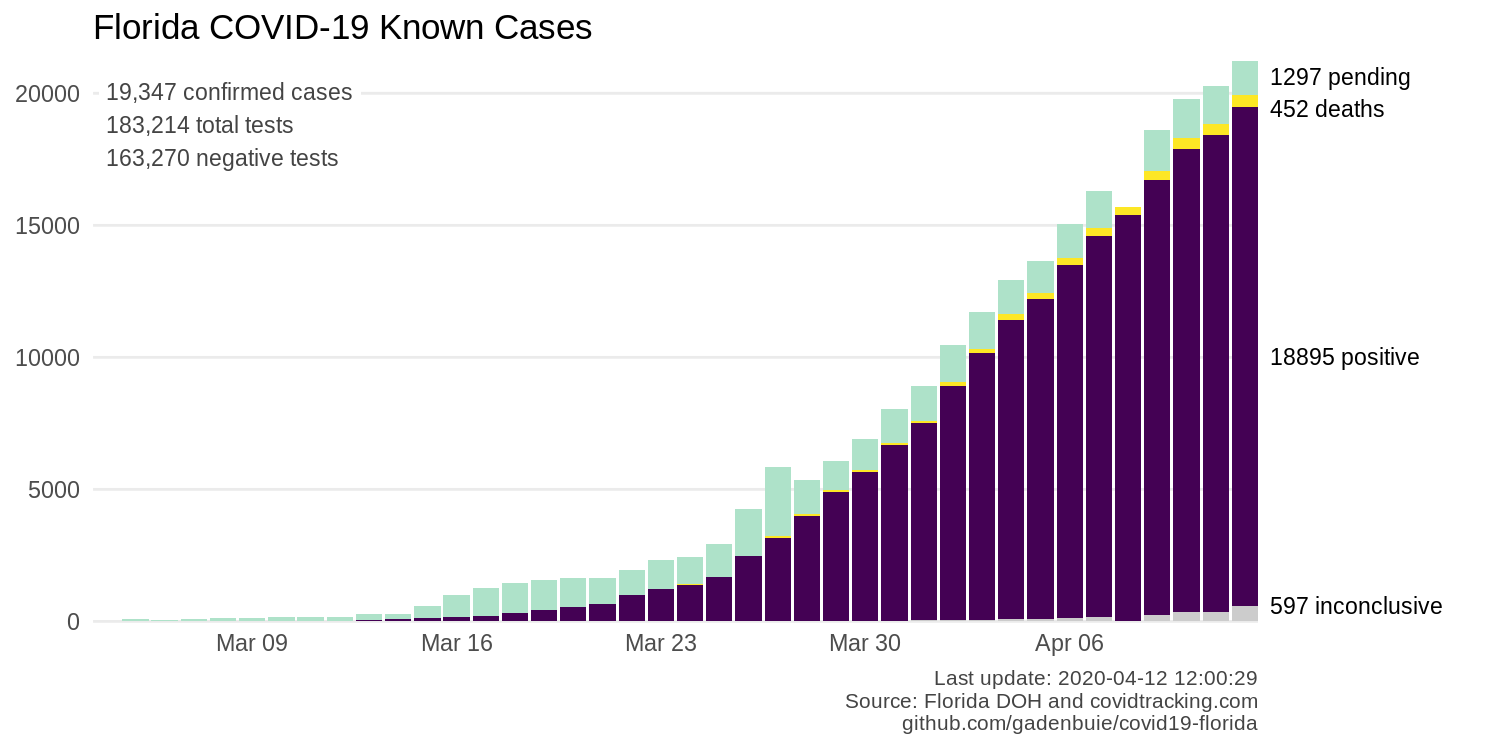 Florida COVID-19 Known Cases
19,347 confirmed cases
183,214 total tests
163,270 negative tests
20000
15000
10000
5000
0
1297 pending
452 deaths
18895 positive
597 inconclusive
Mar 09 Mar 16 Mar 23 Mar 30 Apr 06
Last update: 2020-04-12 12:00:29
Source: Florida DOH and covidtracking.com
github.com/gadenbuie/covid19-florida